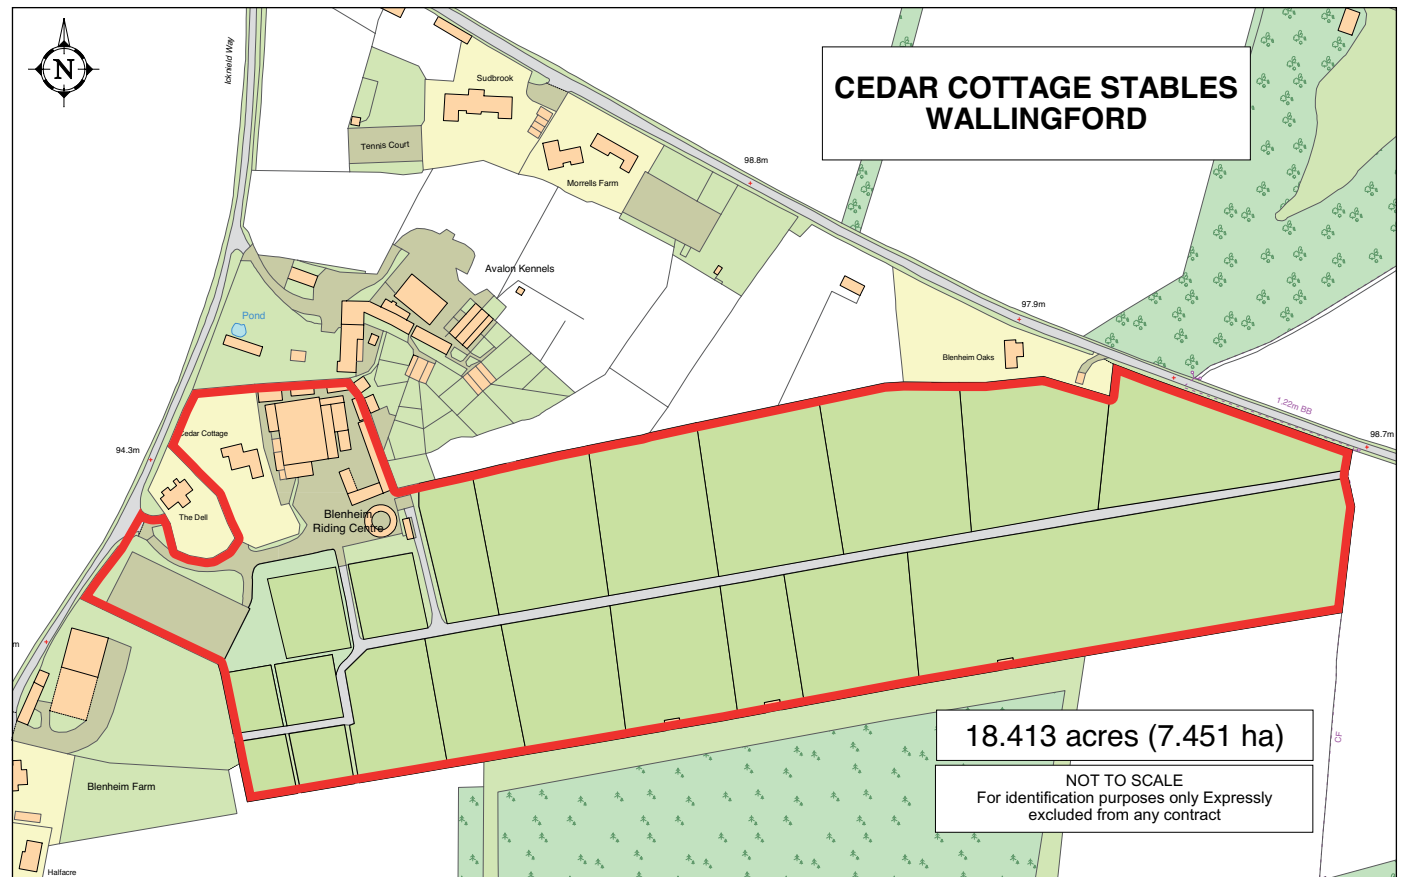 N
Icknield Way
Sudbrook
CEDAR COTTAGE STABLES
WALLINGFORD
Tennis Court
98.8m
Morrells Farm
Avalon Kennels
Pond
97.9m
Blenheim Oaks
1.22m BB
98.7m
Cedar Cottage
94.3m
The Dell
Blenheim
Riding Centre
m
18.413 acres (7.451 ha)
CF
NOT TO SCALE
For identification purposes only Expressly
excluded from any contract
Blenheim Farm
Halfacre